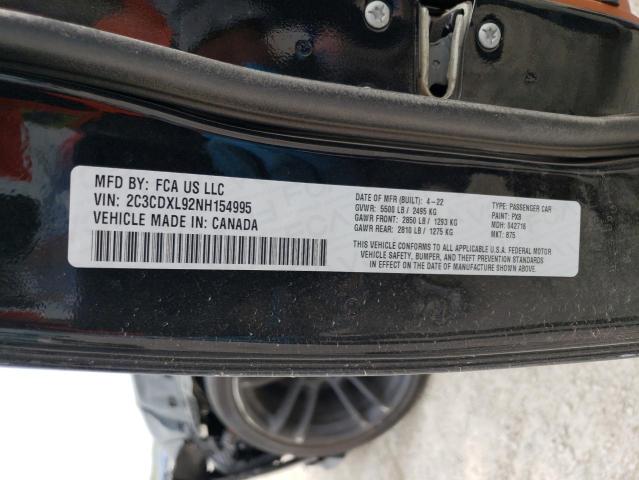 MFD BY: FCA US LLC
VIN: 2C3CDXL92NH154995
VEHICLE MADE IN: CANADA
DATE OF MFR (BUILT): 4-22
GVWR: 5500 LB / 2495 KG
GAWR FRONT: 2850 LB / 1293 KG
GAWR REAR: 2810 LB / 1275 KG
TYPE: PASSENGER CAR
PAINT: PX8
MDH: 042716
MKT: 875
THIS VEHICLE CONFORMS TO ALL APPLICABLE U.S.A. FEDERAL MOTOR
VEHICLE SAFETY, BUMPER, AND THEFT PREVENTION STANDARDS
IN EFFECT ON THE DATE OF MANUFACTURE SHOWN ABOVE.